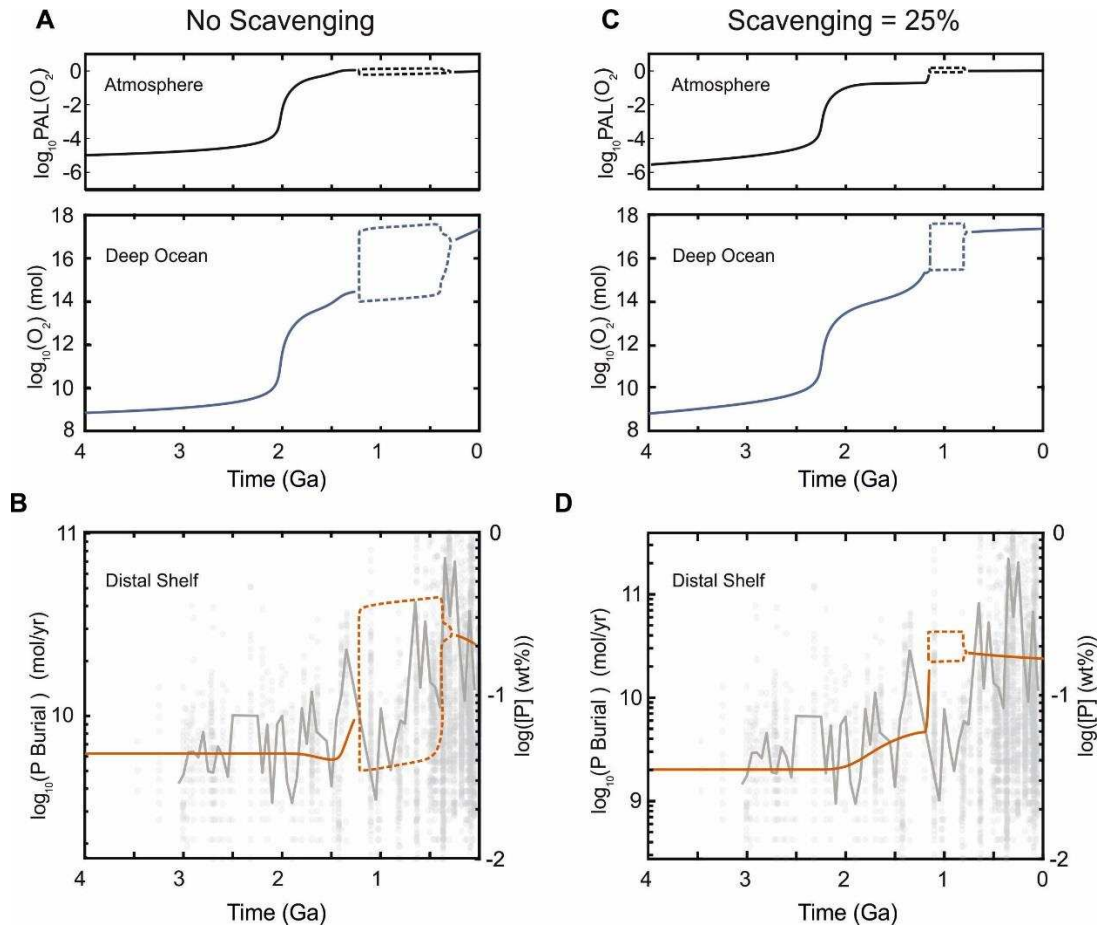 A No Scavenging
log10PAL(O2)
0
-2
-4
-6
Atmosphere
log10(O2) (mol)
18
16
14
12
10
8
Deep Ocean
4 3 2 1 0
Time (Ga)
B
log10(P Burial ) (mol/yr)
11
10
Distal Shelf
0
-1
-2
log([P] (wt%))
4 3 2 1 0
Time (Ga)
C Scavenging = 25%
log10PAL(O2)
0
-2
-4
-6
Atmosphere
log10(O2) (mol)
18
16
14
12
10
8
Deep Ocean
4 3 2 1 0
Time (Ga)
D
log10(P Burial ) (mol/yr)
11
10
9
Distal Shelf
0
-1
-2
log([P] (wt%))
4 3 2 1 0
Time (Ga)